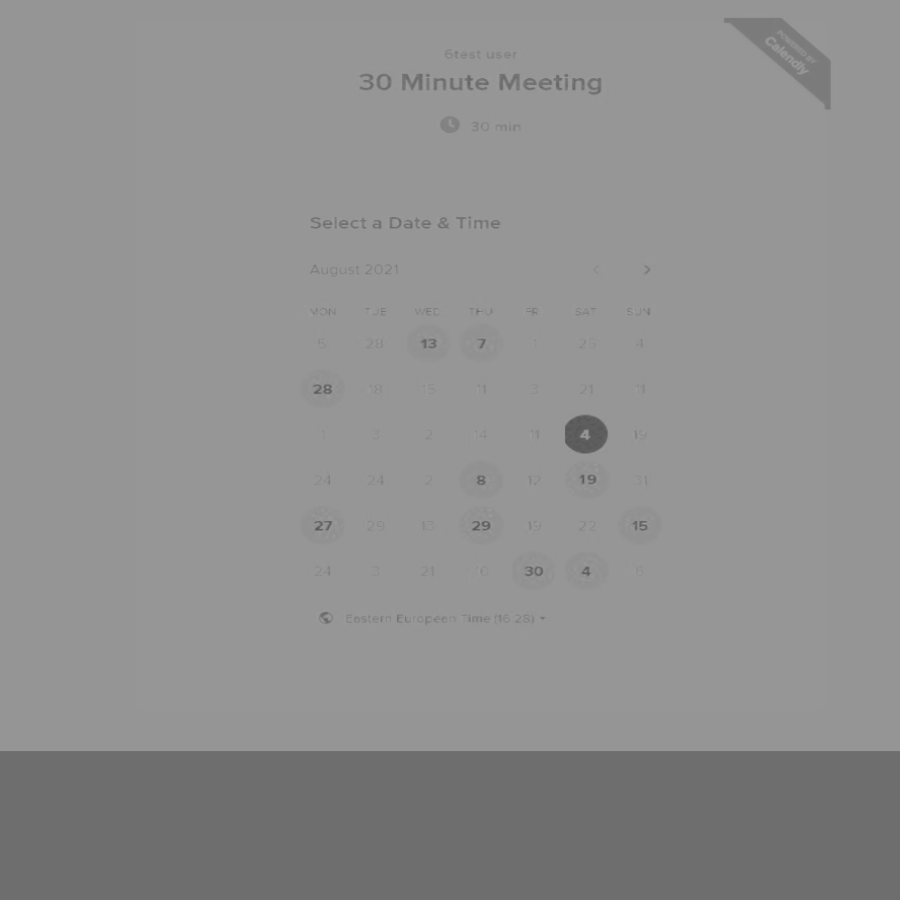 POWERED BY
Calendly
6test user
30 Minute Meeting
30 min
Select a Date & Time
August 2021
MON TUE WED THU FR SAT SUN
5 28 13 7 1 25 4
28 18 15 11 3 21 11
1 3 2 14 11 4 19
24 24 2 8 12 19 31
27 29 13 29 19 22 15
24 3 21 10 30 4 8
Eastern European Time (16:28)